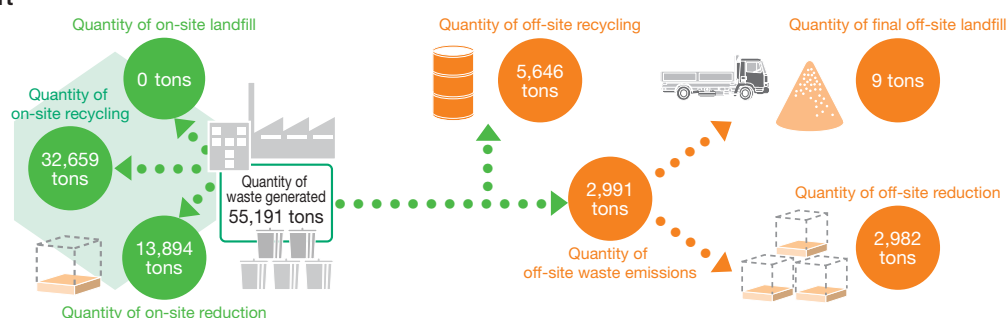 Quantity of on-site landfill
0 tons
Quantity of
on-site recycling
32,659
tons
13,894
tons
Quantity of on-site reduction
Quantity of
waste generated
55,191 tons
Quantity of off-site recycling
5,646
tons
2,991
tons
Quantity of
off-site waste emissions
Quantity of final off-site landfill
9 tons
Quantity of off-site reduction
2,982
tons